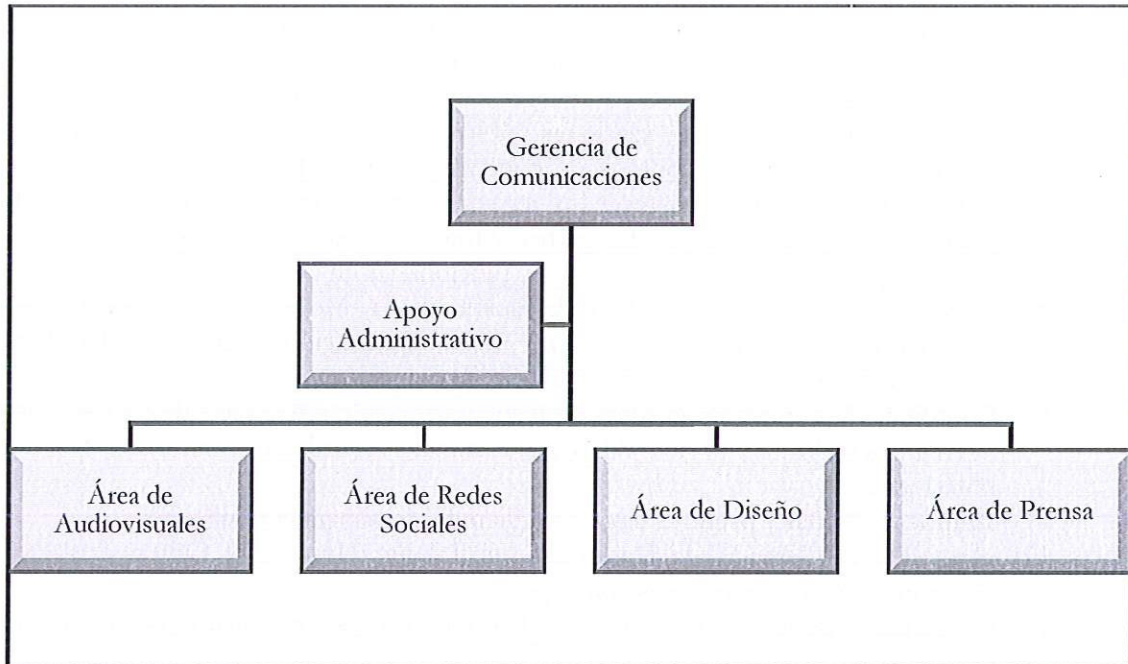 Gerencia de
Comunicaciones
Apoyo
Administrativo
Área de
Audiovisuales
Área de Redes
Sociales
Área de Diseño
Área de Prensa